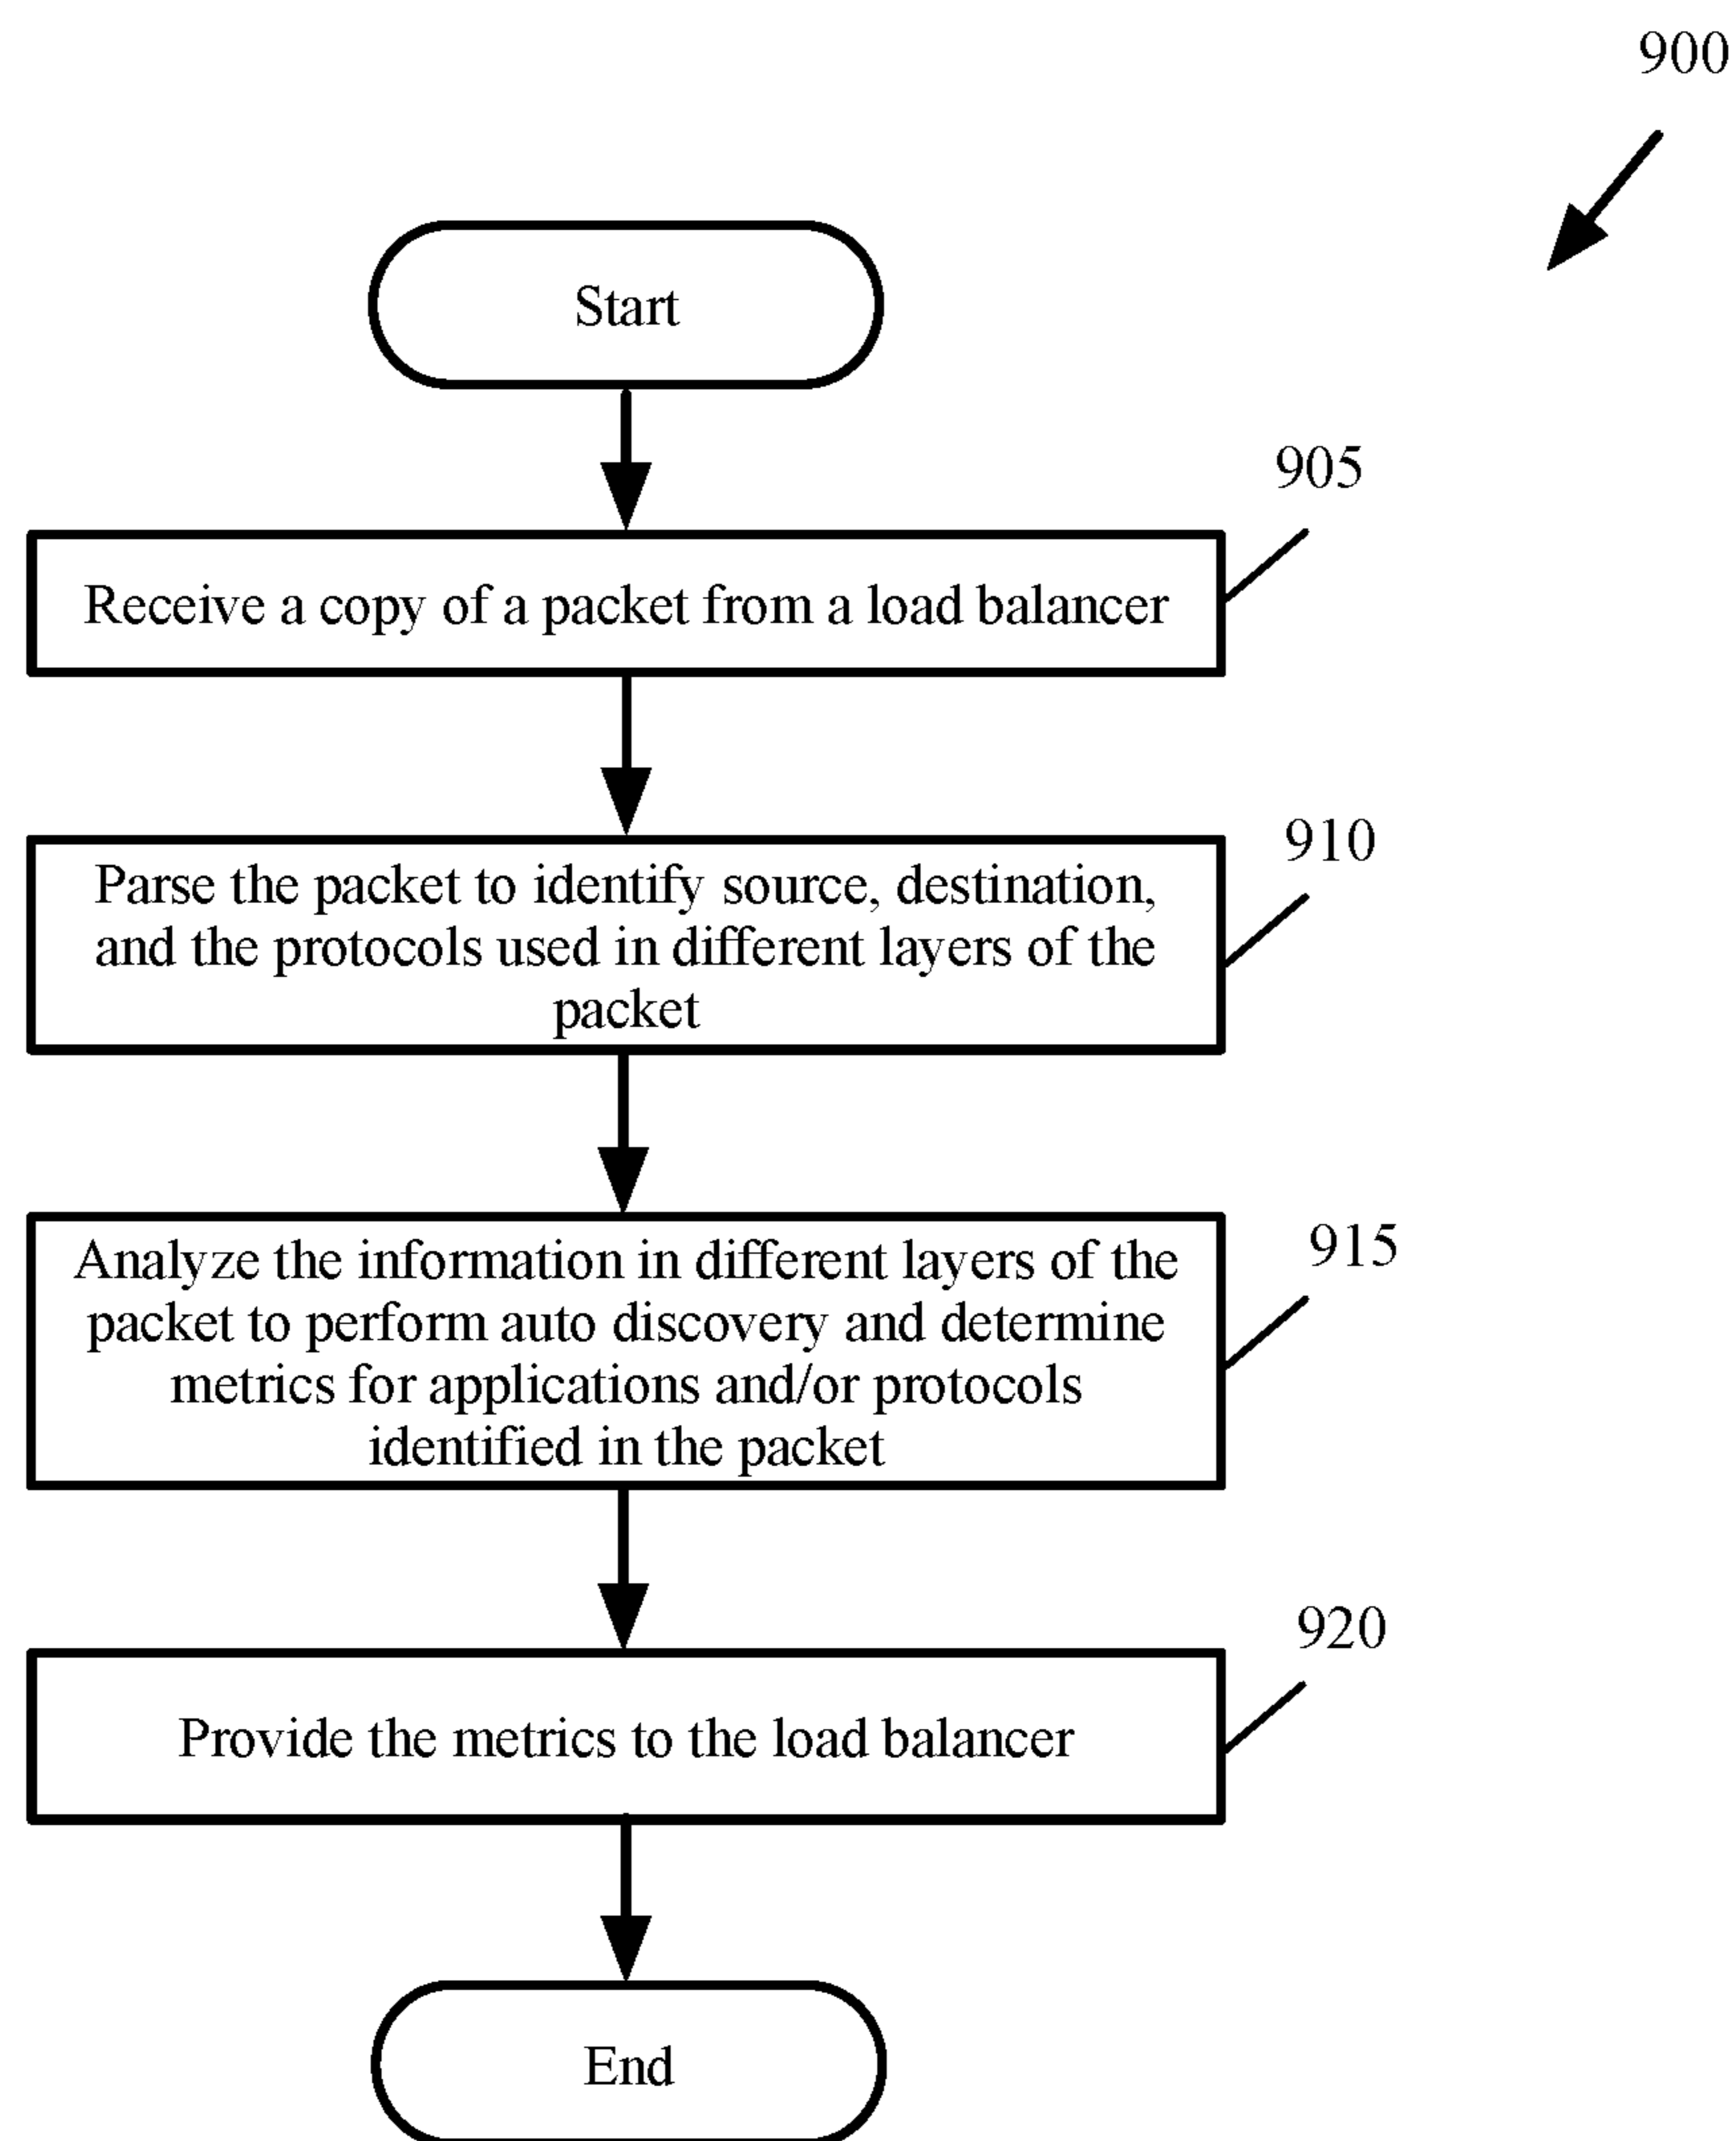 900
Start
905
Receive a copy of a packet from a load balancer
910
Parse the packet to identify source, destination,
and the protocols used in different layers of the
packet
915
Analyze the information in different layers of the
packet to perform auto discovery and determine
metrics for applications and/or protocols
identified in the packet
920
Provide the metrics to the load balancer
End